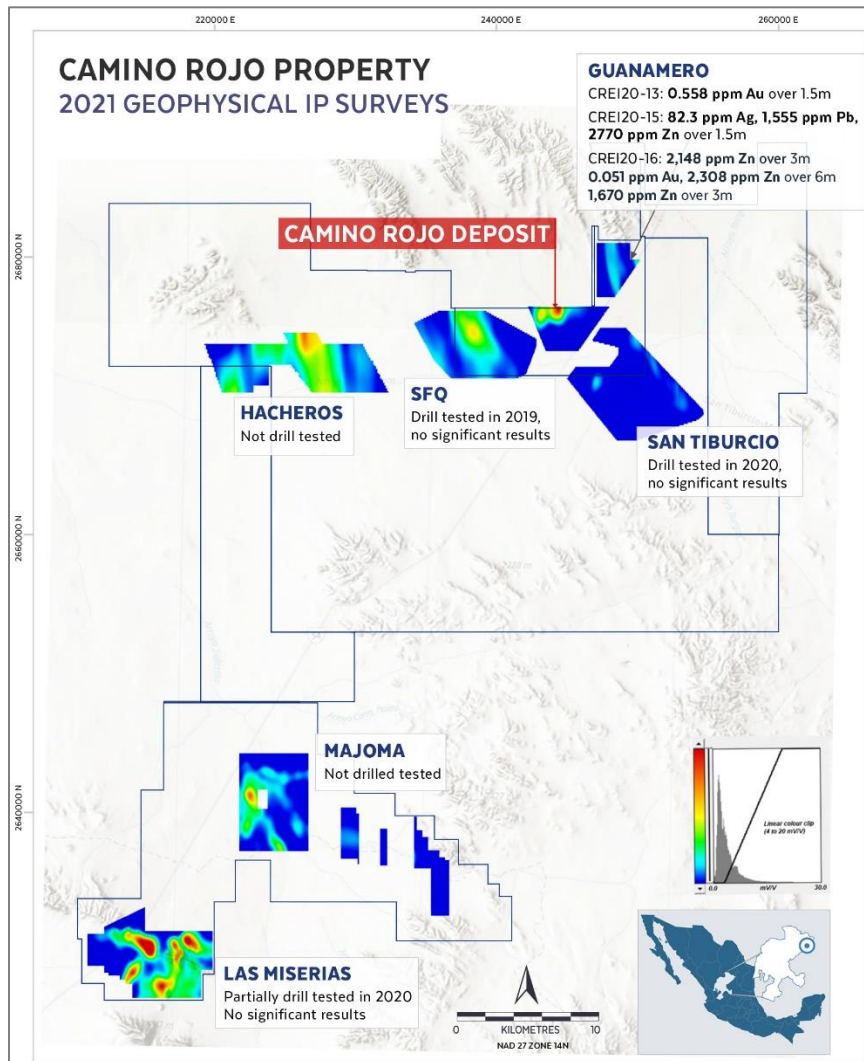 220000 E
240000 E
260000 E
CAMINO ROJO PROPERTY
2021 GEOPHYSICAL IP SURVEYS
GUANAMERO
CREI20-13: 0.558 ppm Au over 1.5m
CREI20-15: 82.3 ppm Ag, 1,555 ppm Pb,
2770 ppm Zn over 1.5m
CREI20-16: 2,148 ppm Zn over 3m
0.051 ppm Au, 2,308 ppm Zn over 6m
1,670 ppm Zn over 3m
2680000 N
CAMINO ROJO DEPOSIT
HACHEROS
Not drill tested
SFQ
Drill tested in 2019,
no significant results
SAN TIBURCIO
Drill tested in 2020,
no significant results
2660000 N
MAJOMA
Not drilled tested
2640000 N
Linear colour clip
(4 to 20 mV/V)
0.0
mV/V
30.0
LAS MISERIAS
Partially drill tested in 2020
No significant results
0
KILOMETRES
10
NAD 27 ZONE 14N